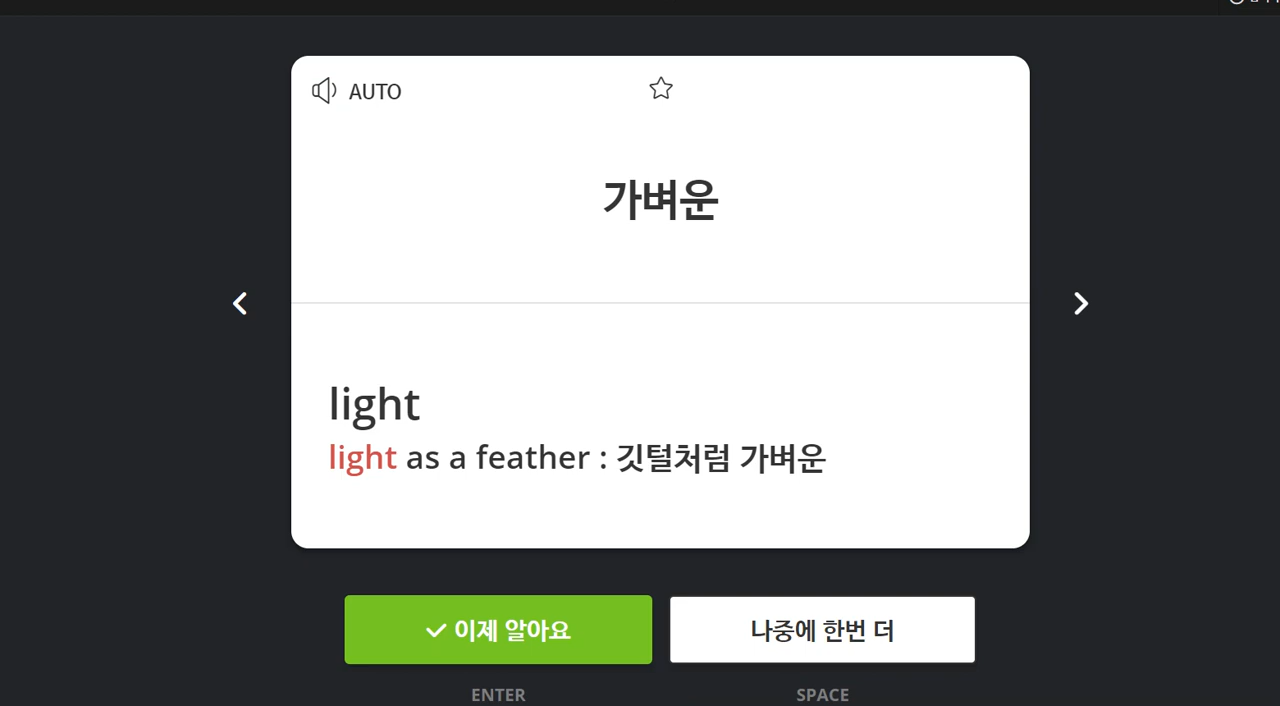 AUTO
가벼운
light
light as a feather : 깃털처럼 가벼운
이제 알아요
나중에 한번 더
ENTER
SPACE